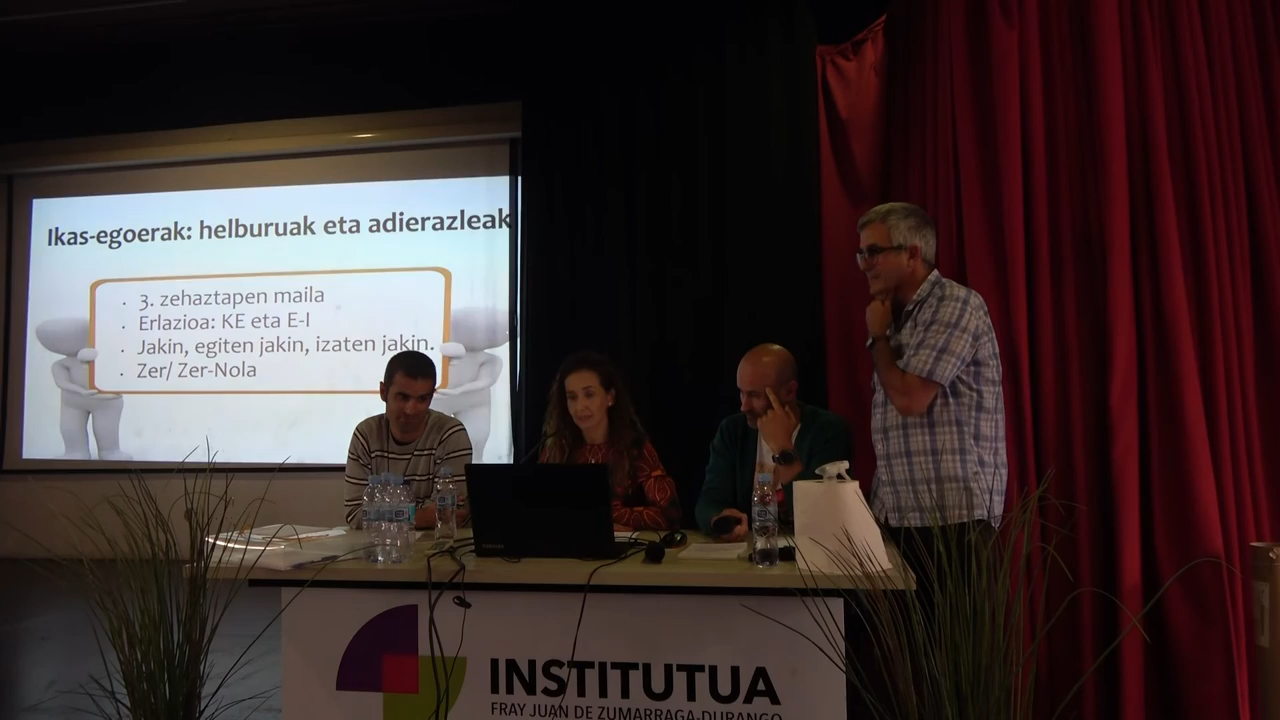 Ikas-egoerak: helburuak eta adierazleak
· 3. zehaztapen maila
· Erlazioa: KE eta E-I
· Jakin, egiten jakin, izaten jakin.
· Zer/ Zer-Nola
INSTITUTUA
FRAY JUAN DE ZUMARRAGA-DURANGO